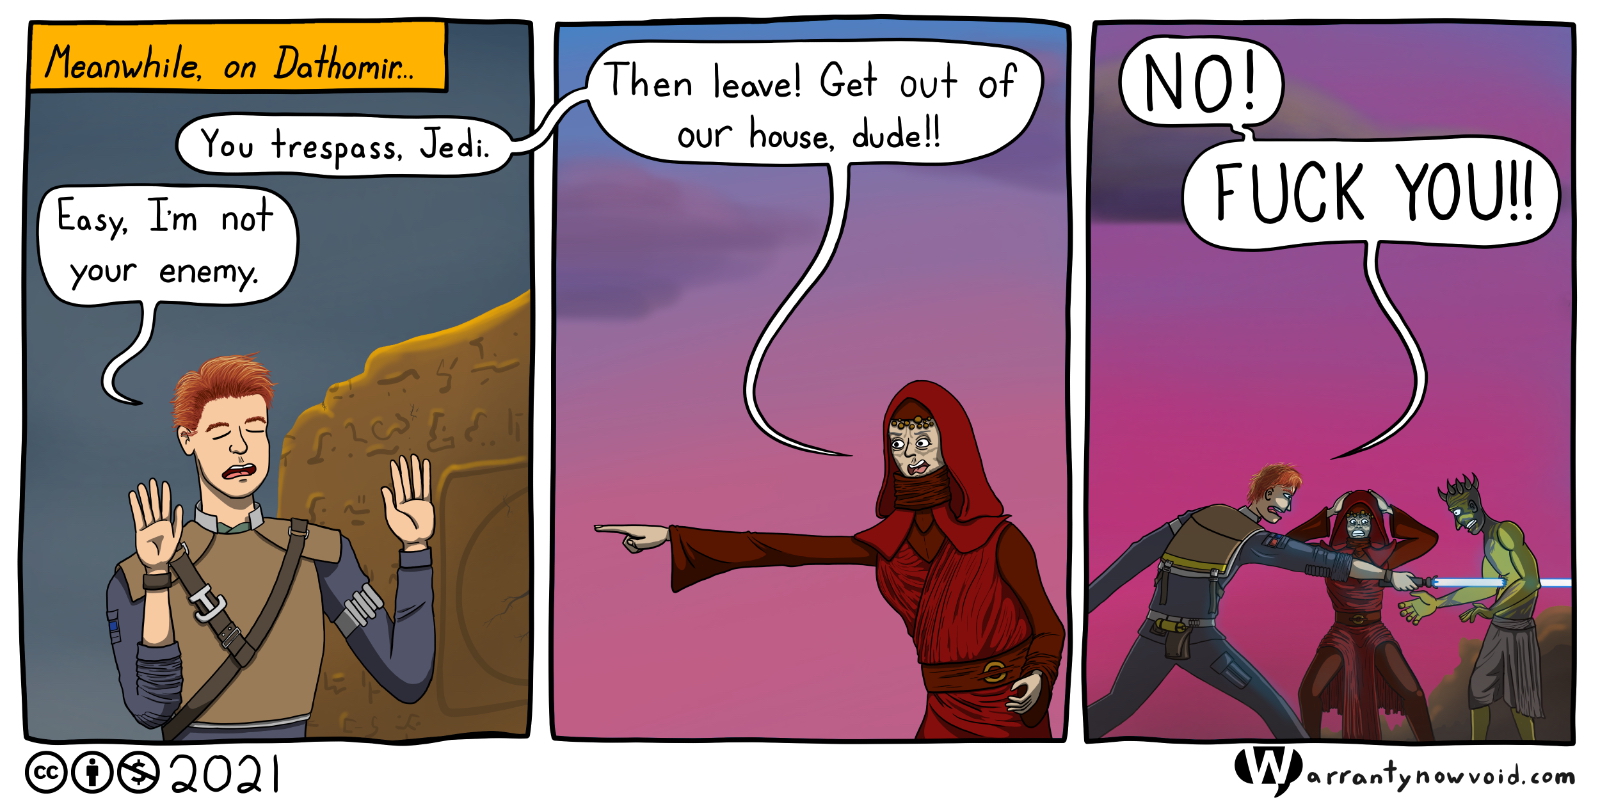 Meanwhile, on Dathomir...
You trespass, Jedi.
Easy, I'm not
your enemy.
Then leave! Get out of
our house, dude!!
NO!
FUCK YOU!!
cc $ 2021
Warrantynowvoid.com